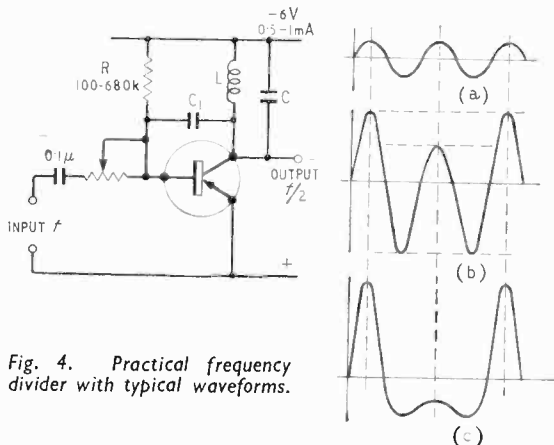 -6V
0·5-1mA
R
100-680k
L
C
C1
0·1μ
OUTPUT
f/2
INPUT f
+
(a)
(b)
(c)
Fig. 4. Practical frequency
divider with typical waveforms.